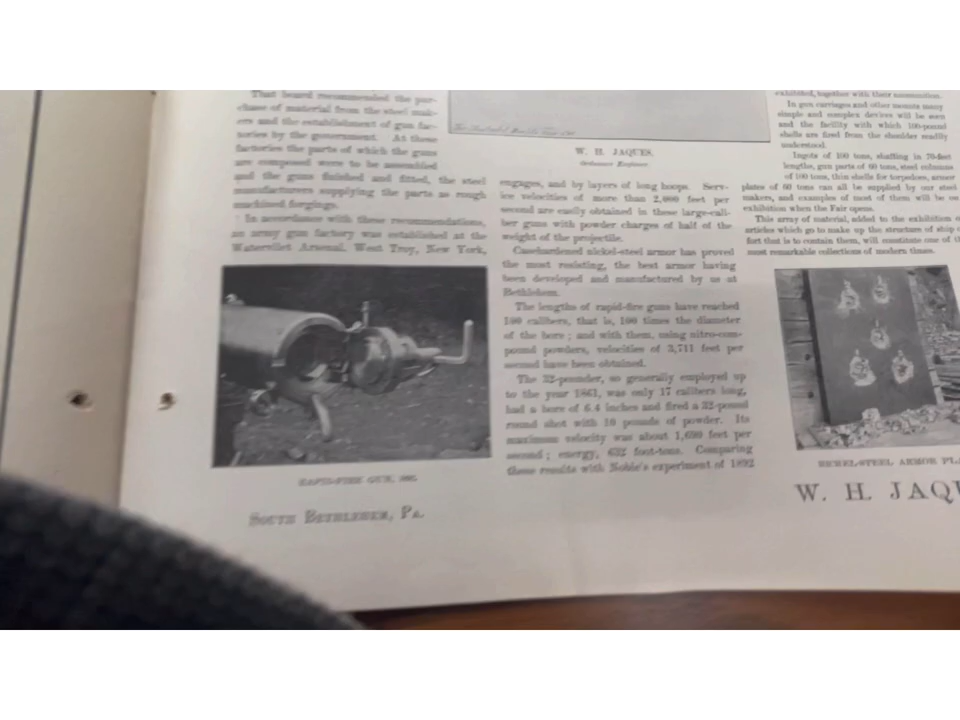 That board recommended the pur-
chase of material from the steel mak-
ers and the establishment of gun fac-
tories by the government. At these
factories the parts of which the guns
are composed were to be assembled
and the guns finished and fitted, the steel
manufacturers supplying the parts as rough
machined forgings.
In accordance with these recommendations,
an army gun factory was established at the
Watervliet Arsenal, West Troy, New York,
RAPID-FIRE GUN,
SOUTH BETHLEHEM, PA.
W. H. JAQUES,
Ordnance Engineer.
engages, and by layers of long hoops. Serv-
ice velocities of more than 2,000 feet per
second are easily obtained in these large-cali-
ber guns with powder charges of half of the
weight of the projectile.
Casehardened nickel-steel armor has proved
the most resisting, the best armor having
been developed and manufactured by us at
Bethlehem.
The lengths of rapid-fire guns have reached
100 calibers, that is, 100 times the diameter
of the bore; and with them, using nitro-com-
pound powders, velocities of 3,711 feet per
second have been obtained.
The 32-pounder, so generally employed up
to the year 1861, was only 17 calibers long,
had a bore of 6.4 inches and fired a 32-pound
round shot with 10 pounds of powder. Its
maximum velocity was about 1,600 feet per
second; energy, foot-tons. Comparing
these results with Noble's experiment of 1892
exhibited, together with their ammunition.
In gun carriages and other mounts many
simple and complex devices will be seen
and the facility with which 100-pound
shells are fired from the shoulder readily
understood.
Ingots of 100 tons, shafting in 70-feet
lengths, gun parts of 60 tons, steel columns
of 100 tons, thin shells for torpedoes, armor
plates of 60 tons can all be supplied by our steel
makers, and examples of most of them will be on
exhibition when the Fair opens.
This array of material, added to the exhibition o
articles which go to make up the structure of ship o
fort that is to contain them, will constitute one of th
most remarkable collections of modern times.
NICKEL-STEEL ARMOR PLA
W. H. JAQU